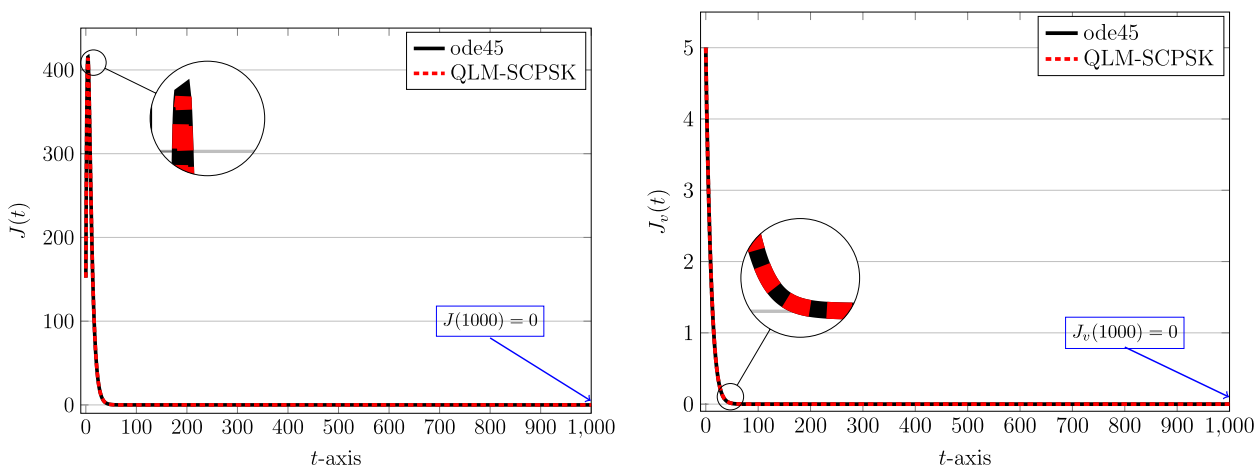 ode45
QLM-SCPSK
400
300
200
100
0
J(t)
J(1000) = 0
0 100 200 300 400 500 600 700 800 900 1,000
t-axis
ode45
QLM-SCPSK
5
4
3
2
1
0
J_v(t)
J_v(1000) = 0
0 100 200 300 400 500 600 700 800 900 1,000
t-axis